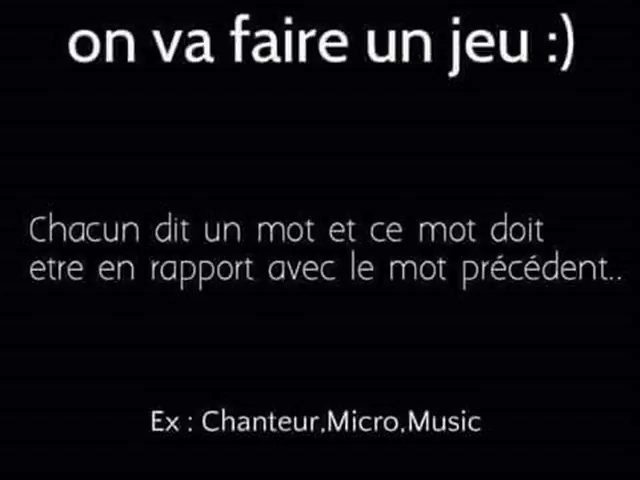 on va faire un jeu :)
Chacun dit un mot et ce mot doit
etre en rapport avec le mot précédent..
Ex : Chanteur,Micro,Music